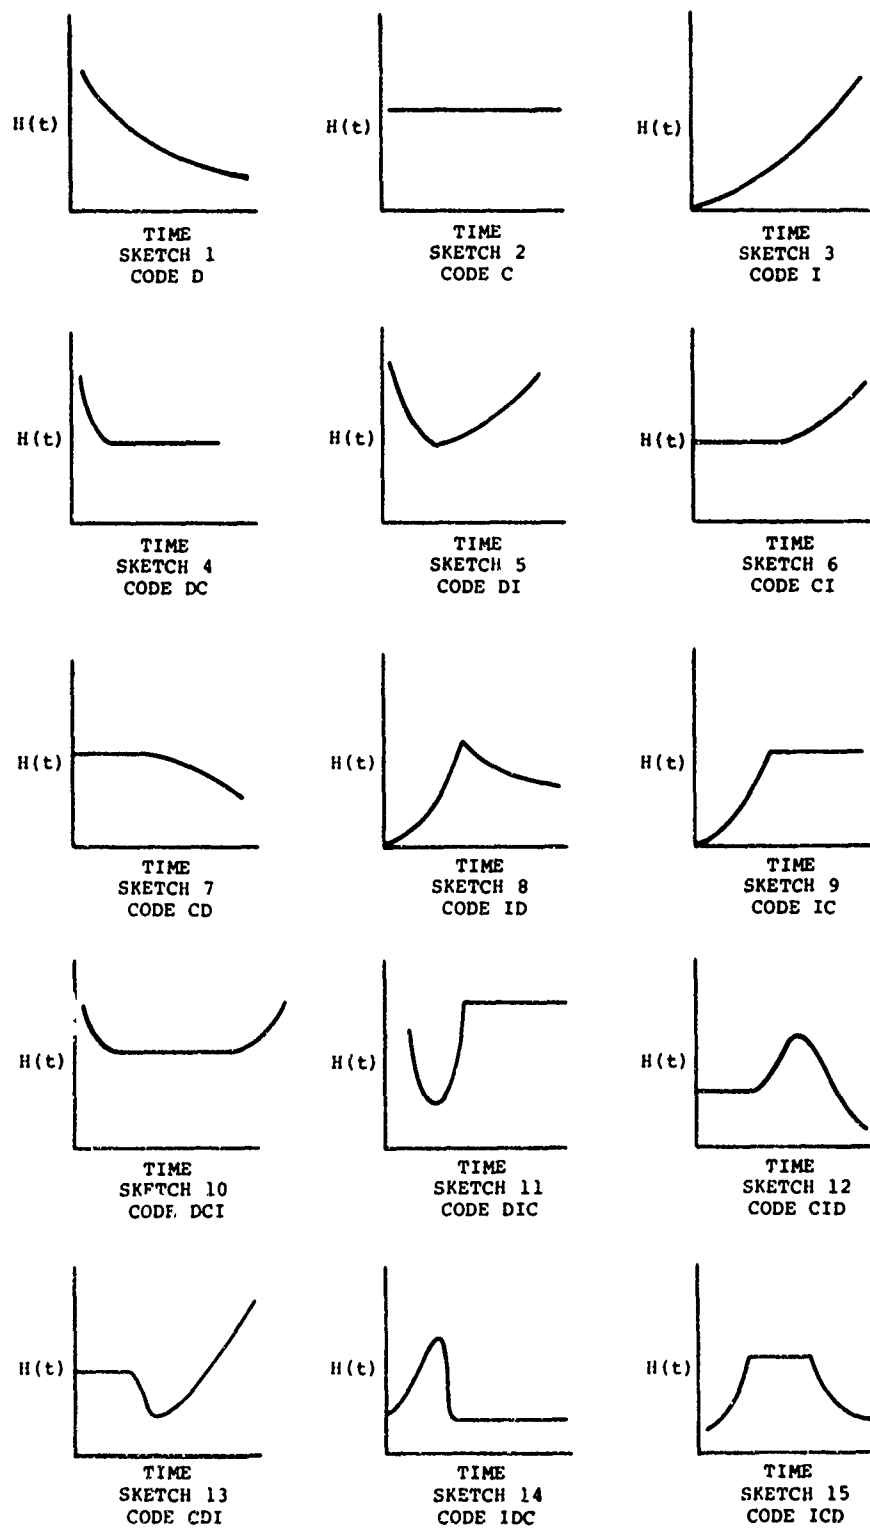 H(t)
TIME
SKETCH 1
CODE D
H(t)
TIME
SKETCH 2
CODE C
H(t)
TIME
SKETCH 3
CODE I
H(t)
TIME
SKETCH 4
CODE DC
H(t)
TIME
SKETCH 5
CODE DI
H(t)
TIME
SKETCH 6
CODE CI
H(t)
TIME
SKETCH 7
CODE CD
H(t)
TIME
SKETCH 8
CODE ID
H(t)
TIME
SKETCH 9
CODE IC
H(t)
TIME
SKETCH 10
CODE DCI
H(t)
TIME
SKETCH 11
CODE DIC
H(t)
TIME
SKETCH 12
CODE CID
H(t)
TIME
SKETCH 13
CODE CDI
H(t)
TIME
SKETCH 14
CODE IDC
H(t)
TIME
SKETCH 15
CODE ICD